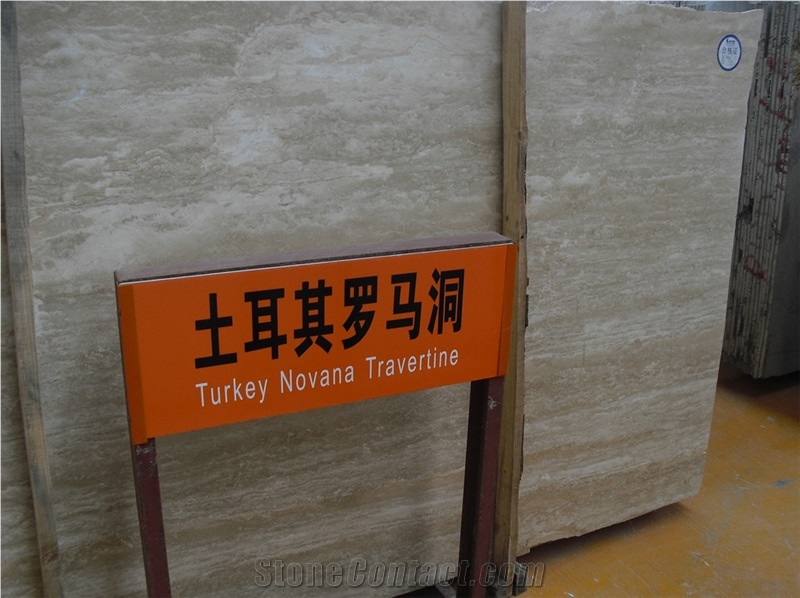 土耳其罗马洞
Turkey Novana Travertine
StoneContact.com